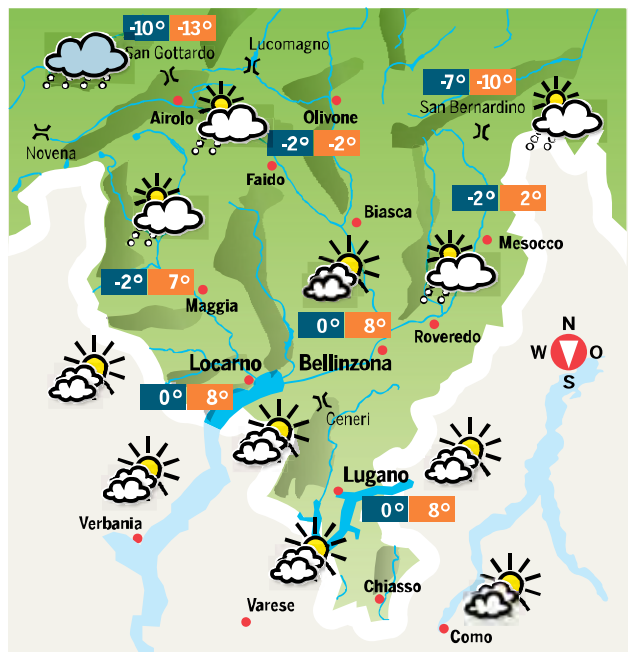 -10° -13°
San Gottardo
Lucomagno
-7° -10°
San Bernardino
Airolo
Olivone
Novena
-2° -2°
Faido
-2° 2°
Biasca
Mesocco
-2° 7°
Maggia
0° 8°
Roveredo
Bellinzona
N
W O
S
Locarno
0° 8°
Ceneri
Lugano
0° 8°
Verbania
Chiasso
Varese
Como